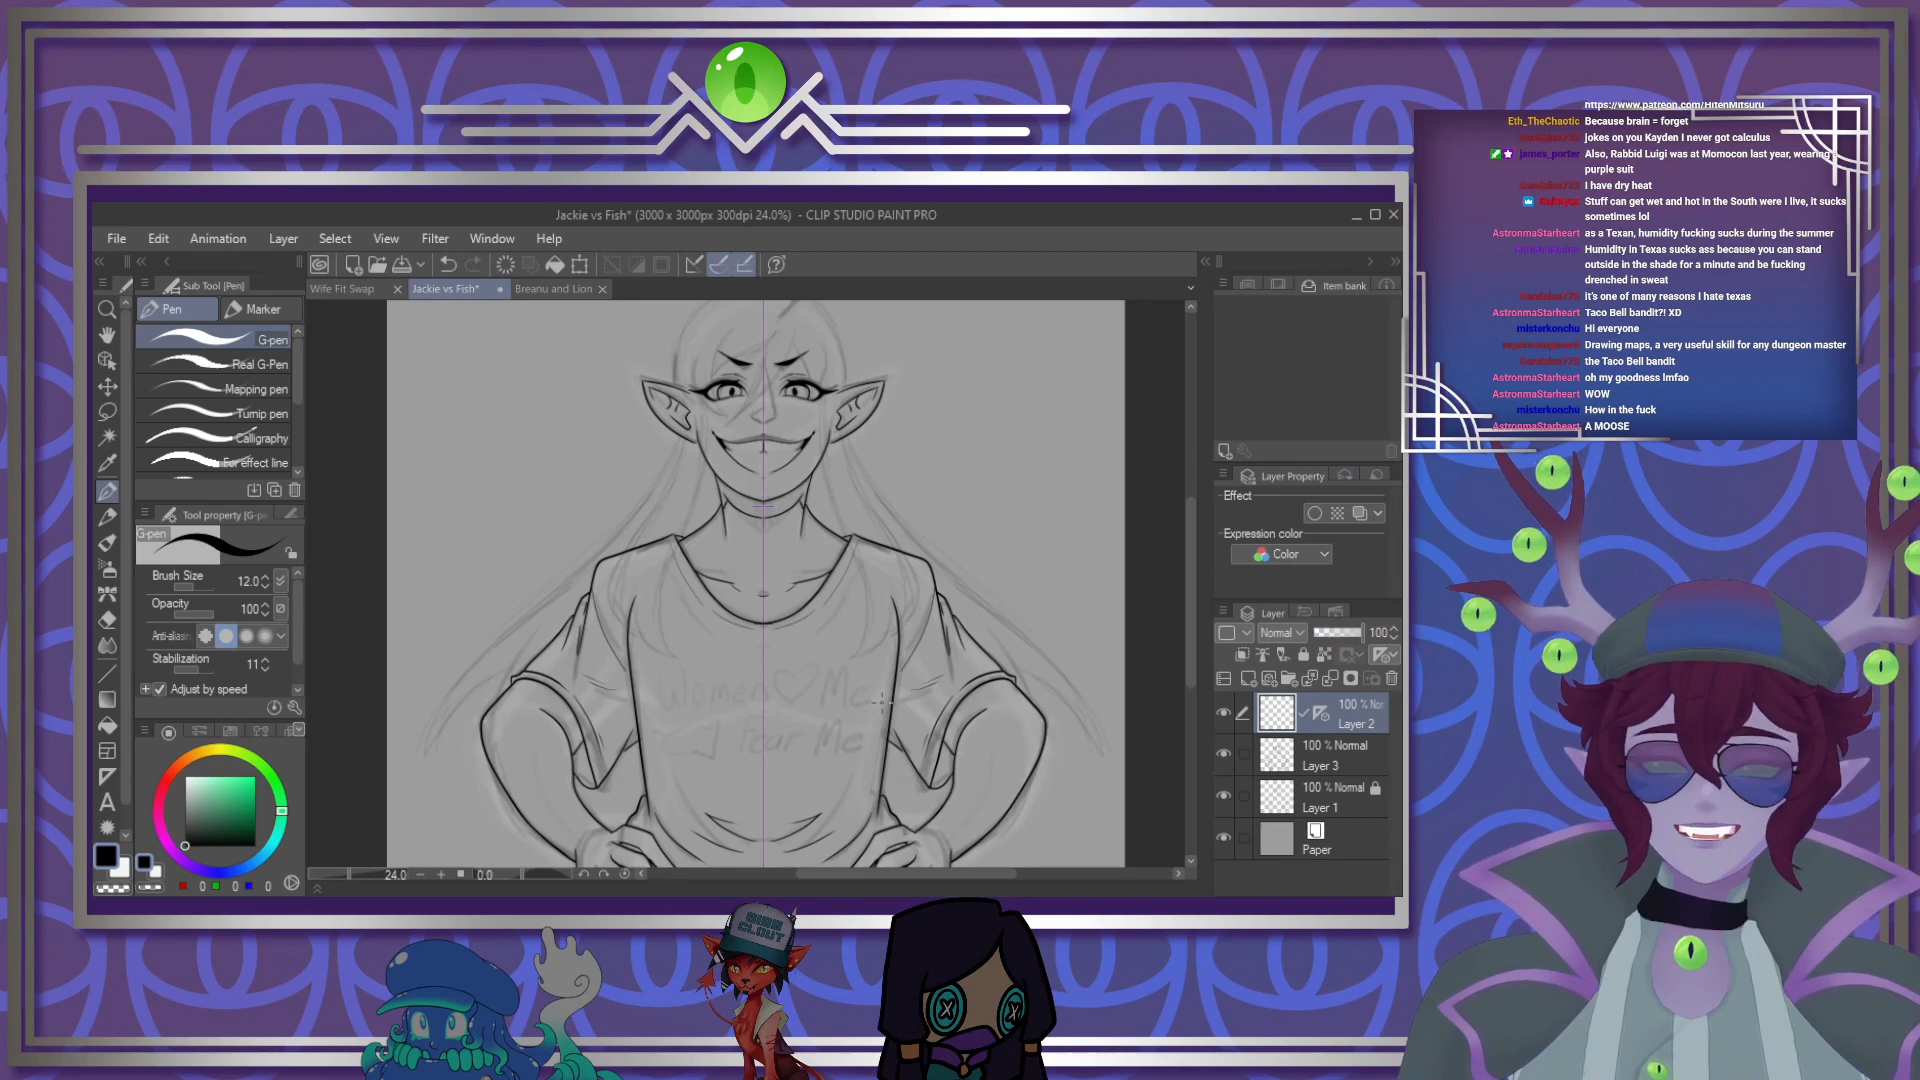 https://www.patreon.com/HitenMitsuru
Eth_TheChaotic Because brain = forget
jokes on you Kayden I never got calculus
james_porter Also, Rabbid Luigi was at Momocon last year, wearing
purple suit
I have dry heat
Stuff can get wet and hot in the South were I live, it sucks
sometimes lol
AstronmaStarheart as a Texan, humidity fucking sucks during the summer
Humidity in Texas sucks ass because you can stand
outside in the shade for a minute and be fucking
drenched in sweat
it's one of many reasons I hate texas
AstronmaStarheart Taco Bell bandit?! XD
misterkonchu Hi everyone
Drawing maps, a very useful skill for any dungeon master
the Taco Bell bandit
AstronmaStarheart oh my goodness lmfao
AstronmaStarheart WOW
misterkonchu How in the fuck
AstronmaStarheart A MOOSE
Jackie vs Fish* (3000 x 3000px 300dpi 24.0%) - CLIP STUDIO PAINT PRO
File Edit Animation Layer Select View Filter Window Help
Sub Tool [Pen]
Wife Fit Swap Jackie vs Fish* Breanu and Lion
Pen Marker
G-pen
Real G-Pen
Mapping pen
Turnip pen
Calligraphy
For effect line
Tool property [G-pe
G-pen
Brush Size 12.0
Opacity 100
Anti-aliasin
Stabilization 11
Adjust by speed
0 0 0
Women Me
I Fear Me
24.0 0.0
Item bank
Layer Property
Effect
Expression color
Color
Layer
Normal 100
100 % Nor
Layer 2
100 % Normal
Layer 3
100 % Normal
Layer 1
Paper
CLOUT